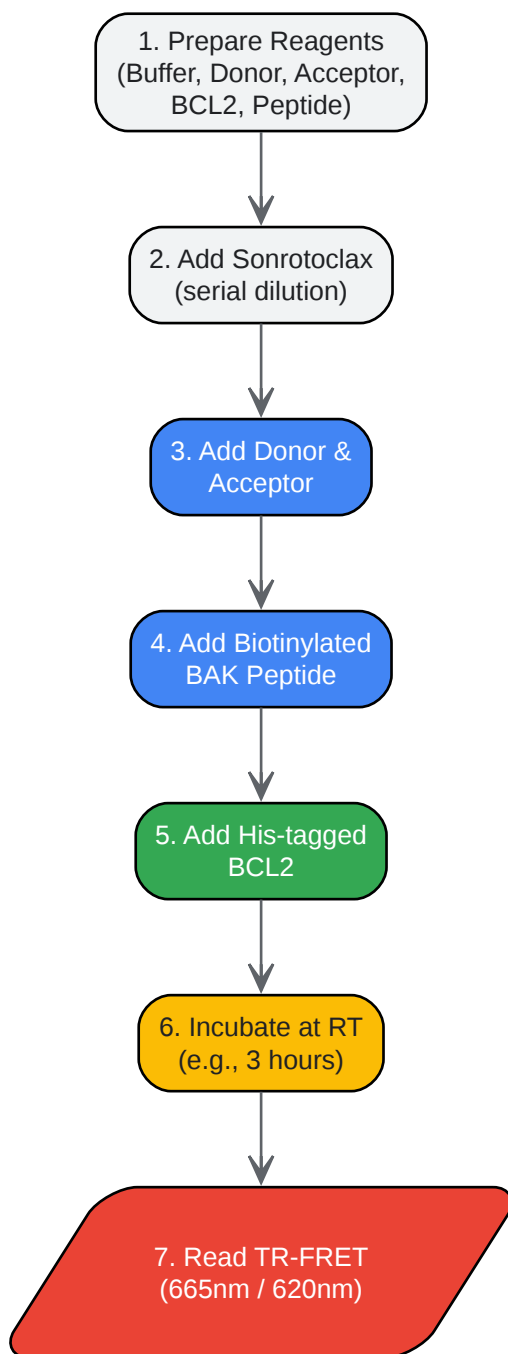 1. Prepare Reagents
(Buffer, Donor, Acceptor,
BCL2, Peptide)
2. Add Sonrotoclax
(serial dilution)
3. Add Donor &
Acceptor
4. Add Biotinylated
BAK Peptide
5. Add His-tagged
BCL2
6. Incubate at RT
(e.g., 3 hours)
7. Read TR-FRET
(665nm / 620nm)